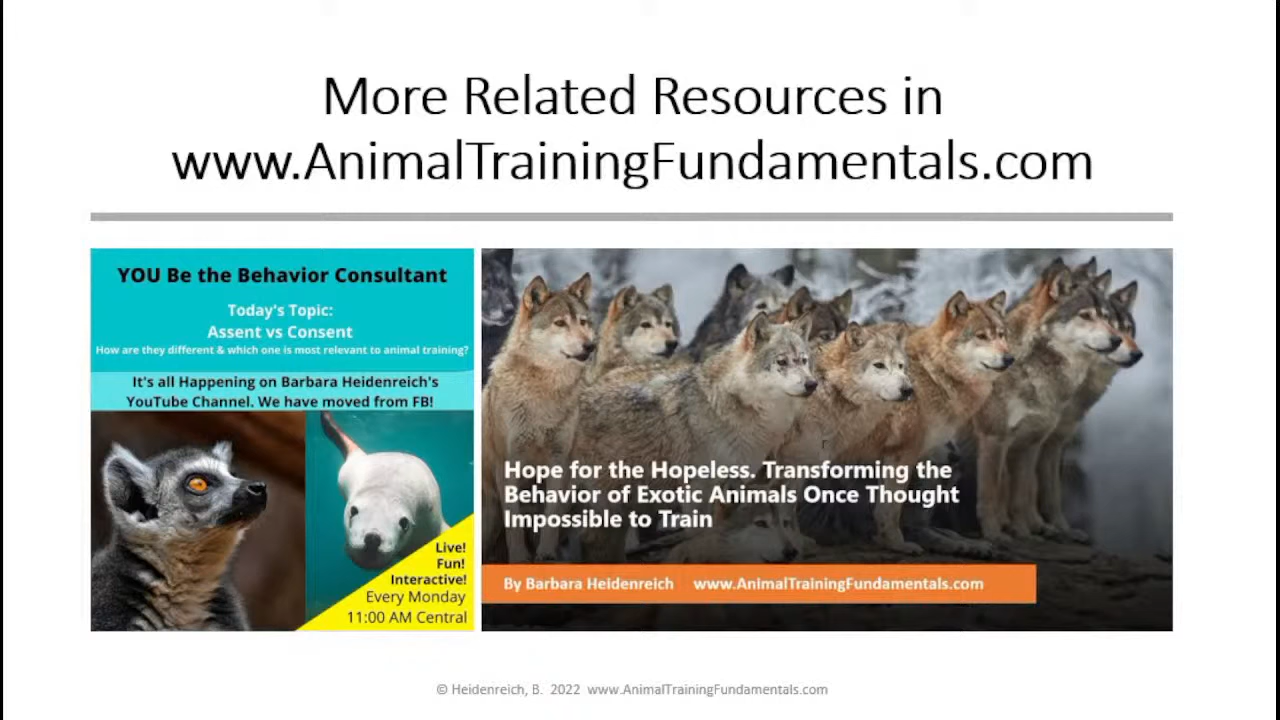 More Related Resources in
www.AnimalTrainingFundamentals.com
YOU Be the Behavior Consultant
Today's Topic:
Assent vs Consent
How are they different & which one is most relevant to animal training?
It's all Happening on Barbara Heidenreich's
YouTube Channel. We have moved from FB!
Live!
Fun!
Interactive!
Every Monday
11:00 AM Central
Hope for the Hopeless. Transforming the
Behavior of Exotic Animals Once Thought
Impossible to Train
By Barbara Heidenreich www.AnimalTrainingFundamentals.com
© Heidenreich, B. 2022 www.AnimalTrainingFundamentals.com